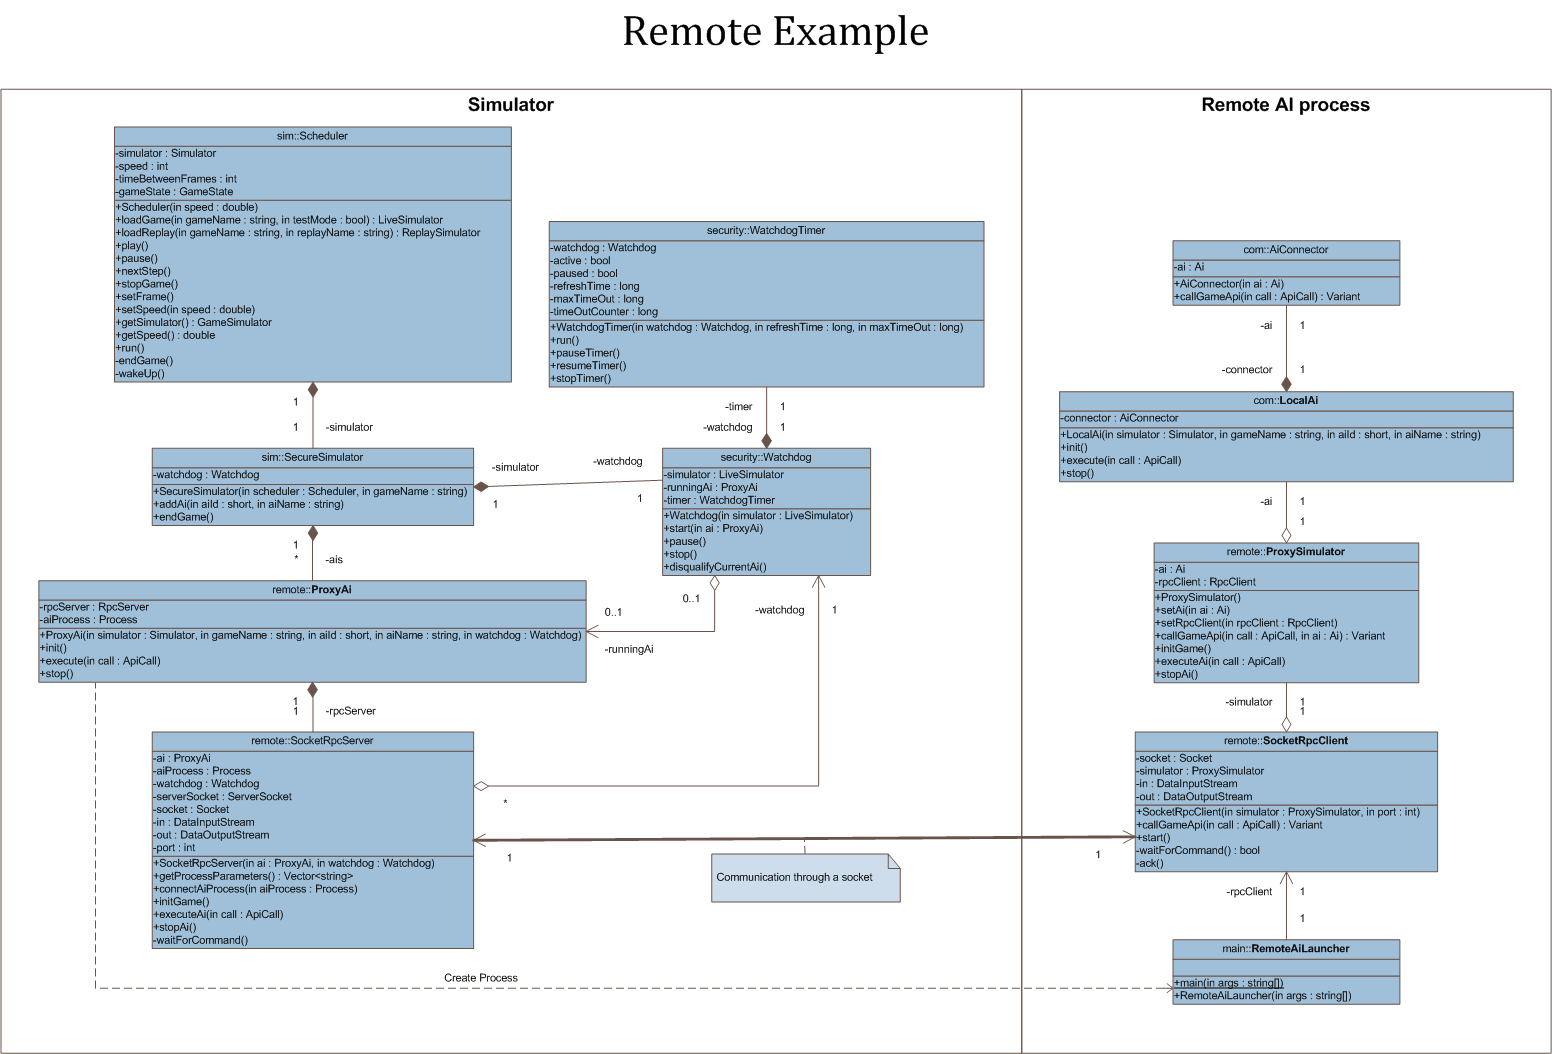 Remote Example
Simulator
sim::Scheduler
-simulator : Simulator
-speed : int
-timeBetweenFrames : int
-gameState : GameState
+Scheduler(in speed : double)
+loadGame(in gameName : string, in testMode : bool) : LiveSimulator
+loadReplay(in gameName : string, in replayName : string) : ReplaySimulator
+play()
+pause()
+nextStep()
+stopGame()
+setFrame()
+setSpeed(in speed : double)
+getSimulator() : GameSimulator
+getSpeed() : double
+run()
-endGame()
-wakeUp()
1
1
-simulator
security::WatchdogTimer
-watchdog : Watchdog
-active : bool
-paused : bool
-refreshTime : long
-maxTimeOut : long
-timeOutCounter : long
+WatchdogTimer(in watchdog : Watchdog, in refreshTime : long, in maxTimeOut : long)
+run()
+pauseTimer()
+resumeTimer()
+stopTimer()
-timer
1
-watchdog
1
sim::SecureSimulator
-watchdog : Watchdog
+SecureSimulator(in scheduler : Scheduler, in gameName : string)
+addAi(in aiId : short, in aiName : string)
+endGame()
-simulator
1
-watchdog
1
security::Watchdog
-simulator : LiveSimulator
-runningAi : ProxyAi
-timer : WatchdogTimer
+Watchdog(in simulator : LiveSimulator)
+start(in ai : ProxyAi)
+pause()
+stop()
+disqualifyCurrentAi()
1
*
-ais
0..1
0..1
-runningAi
-watchdog
1
remote::ProxyAi
-rpcServer : RpcServer
-aiProcess : Process
+ProxyAi(in simulator : Simulator, in gameName : string, in aiId : short, in aiName : string, in watchdog : Watchdog)
+init()
+execute(in call : ApiCall)
+stop()
1
1
-rpcServer
remote::SocketRpcServer
-ai : ProxyAi
-aiProcess : Process
-watchdog : Watchdog
-serverSocket : ServerSocket
-socket : Socket
-in : DataInputStream
-out : DataOutputStream
-port : int
+SocketRpcServer(in ai : ProxyAi, in watchdog : Watchdog)
+getProcessParameters() : Vector<string>
+connectAiProcess(in aiProcess : Process)
+initGame()
+executeAi(in call : ApiCall)
+stopAi()
-waitForCommand()
*
1
1
Communication through a socket
Create Process
Remote AI process
com::AiConnector
-ai : Ai
+AiConnector(in ai : Ai)
+callGameApi(in call : ApiCall) : Variant
-ai
1
-connector
1
com::LocalAi
-connector : AiConnector
+LocalAi(in simulator : Simulator, in gameName : string, in aiId : short, in aiName : string)
+init()
+execute(in call : ApiCall)
+stop()
-ai
1
1
remote::ProxySimulator
-ai : Ai
-rpcClient : RpcClient
+ProxySimulator()
+setAi(in ai : Ai)
+setRpcClient(in rpcClient : RpcClient)
+callGameApi(in call : ApiCall, in ai : Ai) : Variant
+initGame()
+executeAi(in call : ApiCall)
+stopAi()
-simulator
1
1
remote::SocketRpcClient
-socket : Socket
-simulator : ProxySimulator
-in : DataInputStream
-out : DataOutputStream
+SocketRpcClient(in simulator : ProxySimulator, in port : int)
+callGameApi(in call : ApiCall) : Variant
+start()
-waitForCommand() : bool
-ack()
-rpcClient
1
1
main::RemoteAiLauncher
+main(in args : string[])
+RemoteAiLauncher(in args : string[])